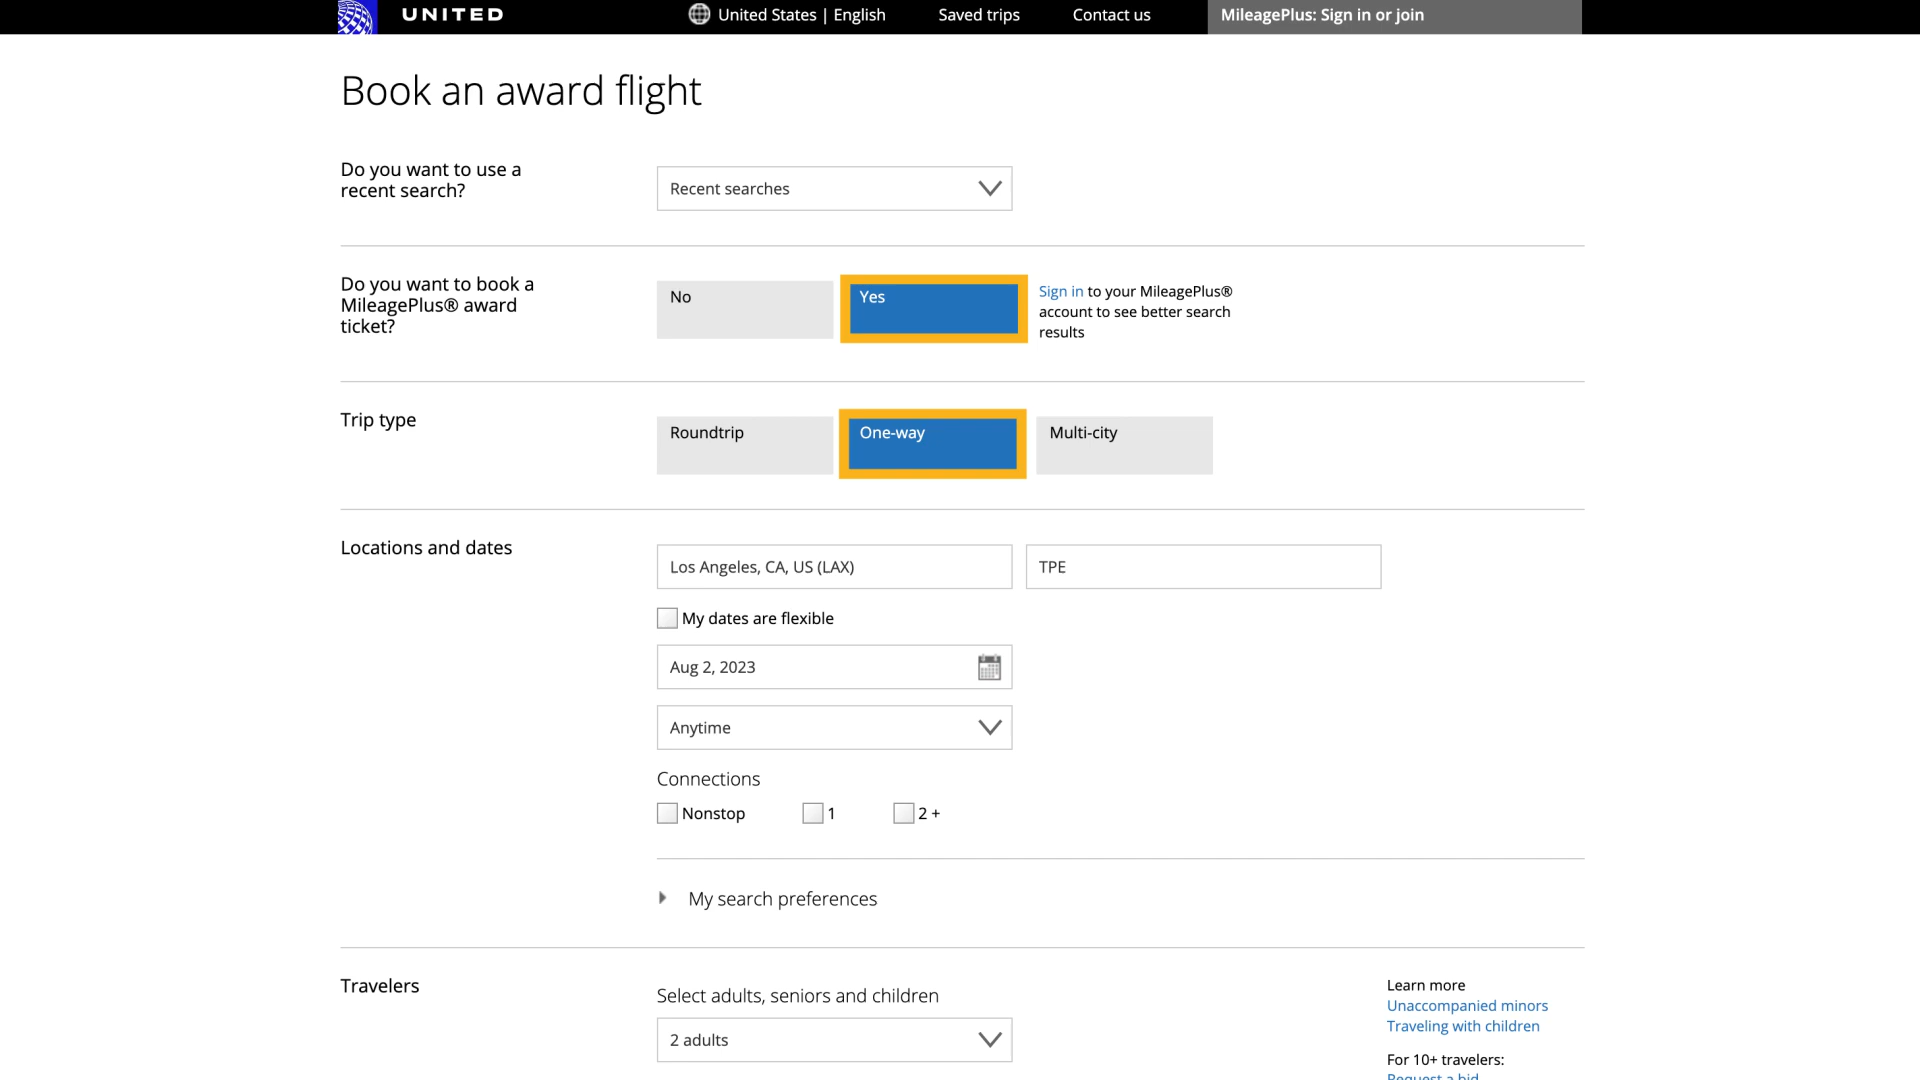 UNITED
United States | English
Saved trips
Contact us
MileagePlus: Sign in or join
Book an award flight
Do you want to use a
recent search?
Recent searches
Do you want to book a
MileagePlus® award
ticket?
No
Yes
Sign in to your MileagePlus®
account to see better search
results
Trip type
Roundtrip
One-way
Multi-city
Locations and dates
Los Angeles, CA, US (LAX)
TPE
My dates are flexible
Aug 2, 2023
Anytime
Connections
Nonstop
1
2 +
My search preferences
Travelers
Select adults, seniors and children
2 adults
Learn more
Unaccompanied minors
Traveling with children
For 10+ travelers:
Request a bid